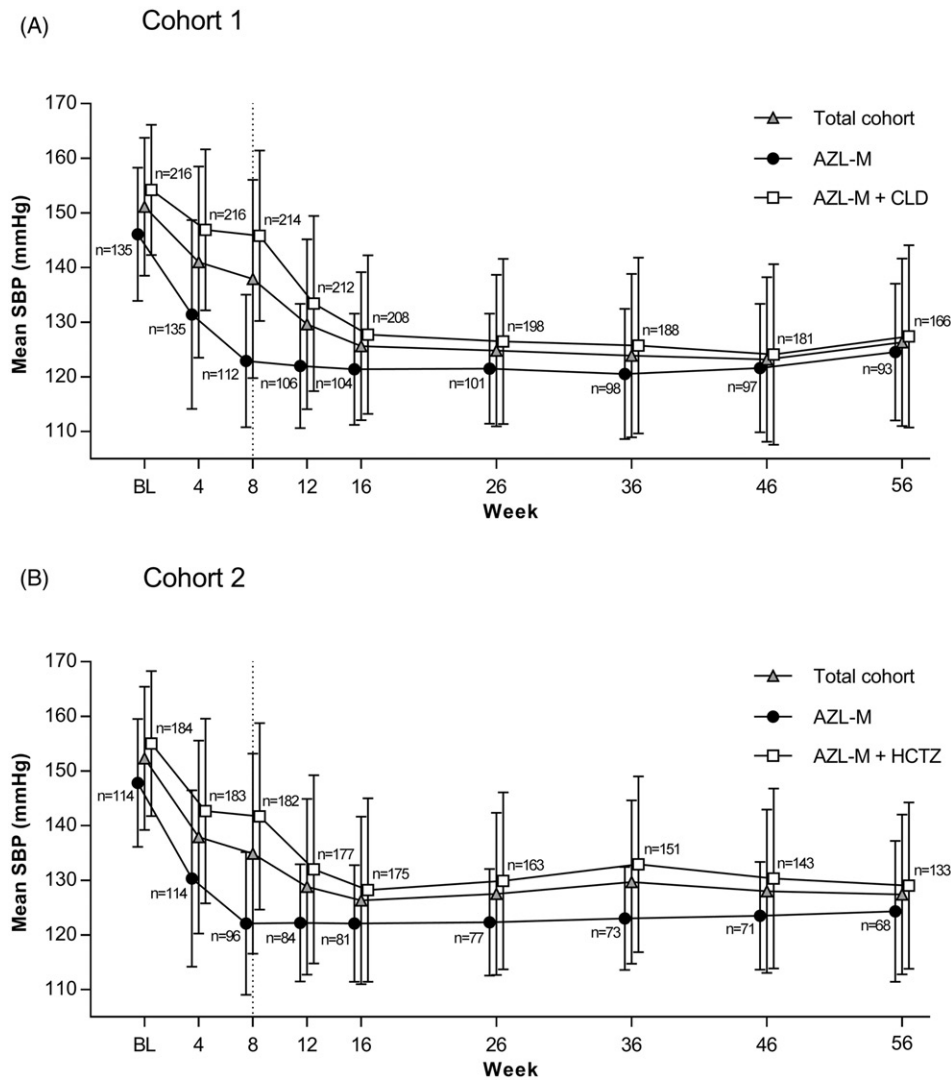 (A) Cohort 1
170
160
150
140
130
120
110
Mean SBP (mmHg)
Total cohort
AZL-M
AZL-M + CLD
n=216
n=216
n=214
n=212
n=208
n=198
n=188
n=181
n=166
n=135
n=135
n=112
n=106
n=104
n=101
n=98
n=97
n=93
BL 4 8 12 16 26 36 46 56
Week
(B) Cohort 2
170
160
150
140
130
120
110
Mean SBP (mmHg)
Total cohort
AZL-M
AZL-M + HCTZ
n=184
n=183
n=182
n=177
n=175
n=163
n=151
n=143
n=133
n=114
n=114
n=96
n=84
n=81
n=77
n=73
n=71
n=68
BL 4 8 12 16 26 36 46 56
Week